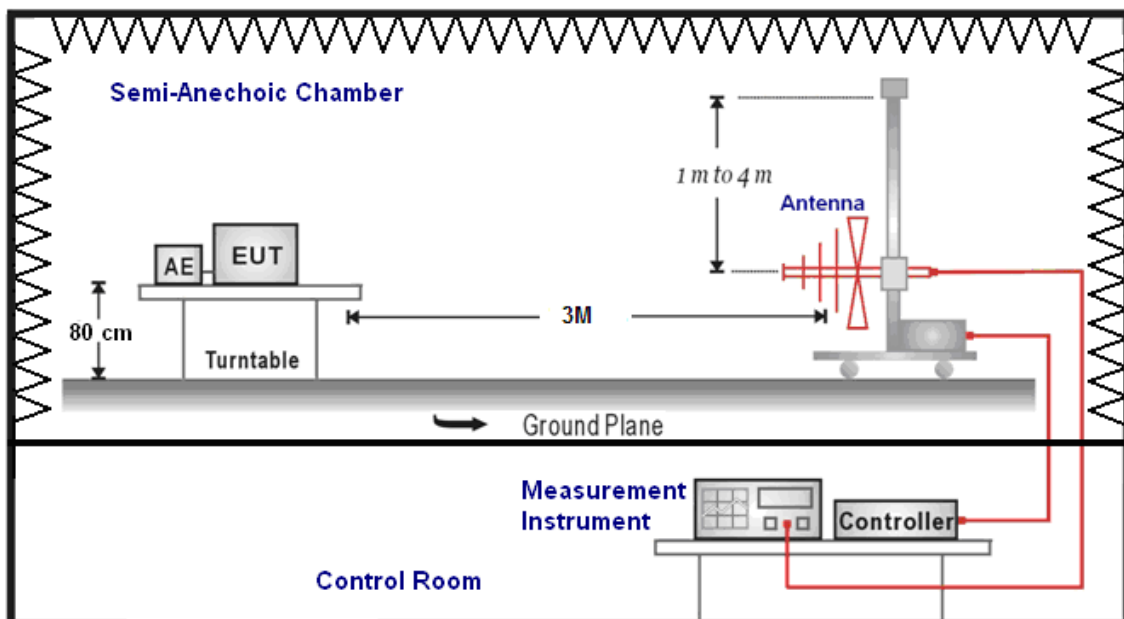 Semi-Anechoic Chamber
1 m to 4 m
Antenna
AE
EUT
80 cm
3M
Turntable
Ground Plane
Measurement
Instrument
Controller
Control Room